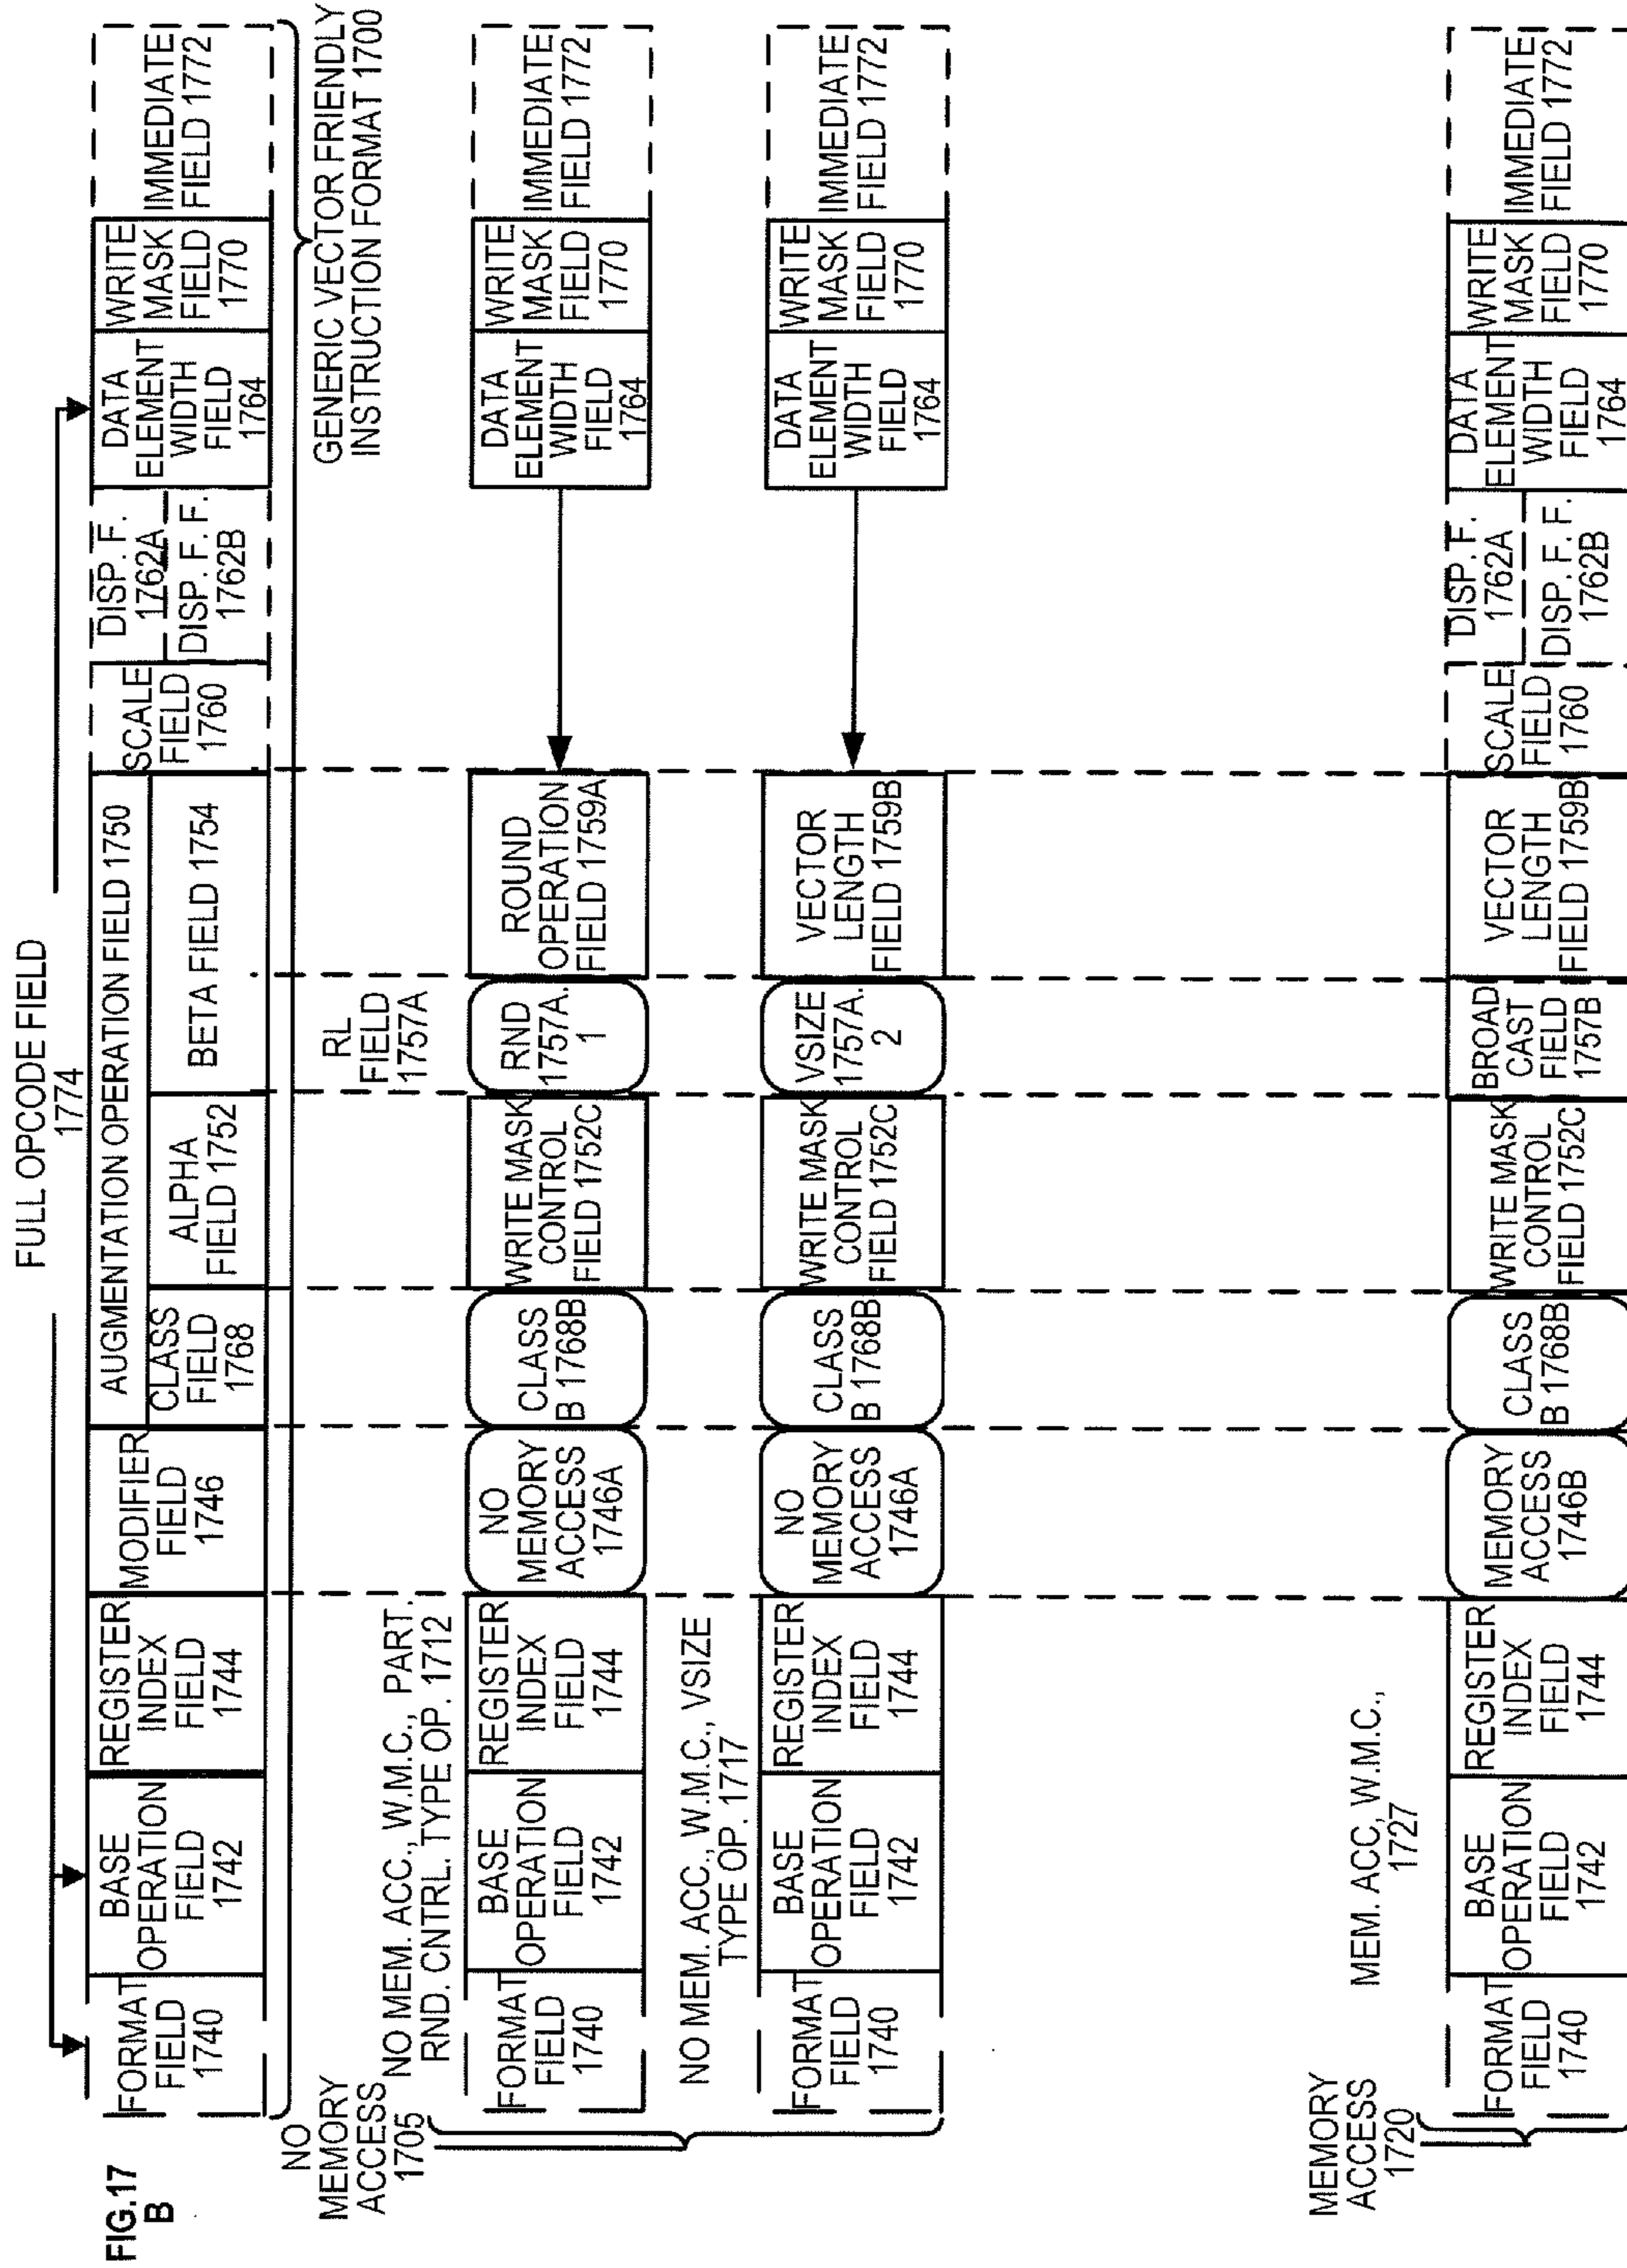 FIG.17
B
FULL OPCODE FIELD
1774
FORMAT
FIELD
1740
BASE
OPERATION
FIELD
1742
REGISTER
INDEX
FIELD
1744
MODIFIER
FIELD
1746
AUGMENTATION OPERATION FIELD 1750
CLASS
FIELD
1768
ALPHA
FIELD 1752
BETA FIELD 1754
SCALE
FIELD
1760
DISP. F.
1762A
DISP. F. F.
1762B
DATA
ELEMENT
WIDTH
FIELD
1764
WRITE
MASK
FIELD
1770
IMMEDIATE
FIELD 1772
GENERIC VECTOR FRIENDLY
INSTRUCTION FORMAT 1700
NO
MEMORY
ACCESS
1705
NO MEM. ACC., W.M.C., PART.
RND. CNTRL. TYPE OP. 1712
RL
FIELD
1757A
FORMAT
FIELD
1740
BASE
OPERATION
FIELD
1742
REGISTER
INDEX
FIELD
1744
NO
MEMORY
ACCESS
1746A
CLASS
B 1768B
WRITE MASK
CONTROL
FIELD 1752C
RND
1757A.
1
ROUND
OPERATION
FIELD 1759A
DATA
ELEMENT
WIDTH
FIELD
1764
WRITE
MASK
FIELD
1770
IMMEDIATE
FIELD 1772
NO MEM. ACC., W.M.C., VSIZE
TYPE OP. 1717
FORMAT
FIELD
1740
BASE
OPERATION
FIELD
1742
REGISTER
INDEX
FIELD
1744
NO
MEMORY
ACCESS
1746A
CLASS
B 1768B
WRITE MASK
CONTROL
FIELD 1752C
VSIZE
1757A.
2
VECTOR
LENGTH
FIELD 1759B
DATA
ELEMENT
WIDTH
FIELD
1764
WRITE
MASK
FIELD
1770
IMMEDIATE
FIELD 1772
MEMORY
ACCESS
1720
MEM. ACC, W.M.C.,
1727
FORMAT
FIELD
1740
BASE
OPERATION
FIELD
1742
REGISTER
INDEX
FIELD
1744
MEMORY
ACCESS
1746B
CLASS
B 1768B
WRITE MASK
CONTROL
FIELD 1752C
BROAD
CAST
FIELD
1757B
VECTOR
LENGTH
FIELD 1759B
SCALE
FIELD
1760
DISP. F.
1762A
DISP. F. F.
1762B
DATA
ELEMENT
WIDTH
FIELD
1764
WRITE
MASK
FIELD
1770
IMMEDIATE
FIELD 1772